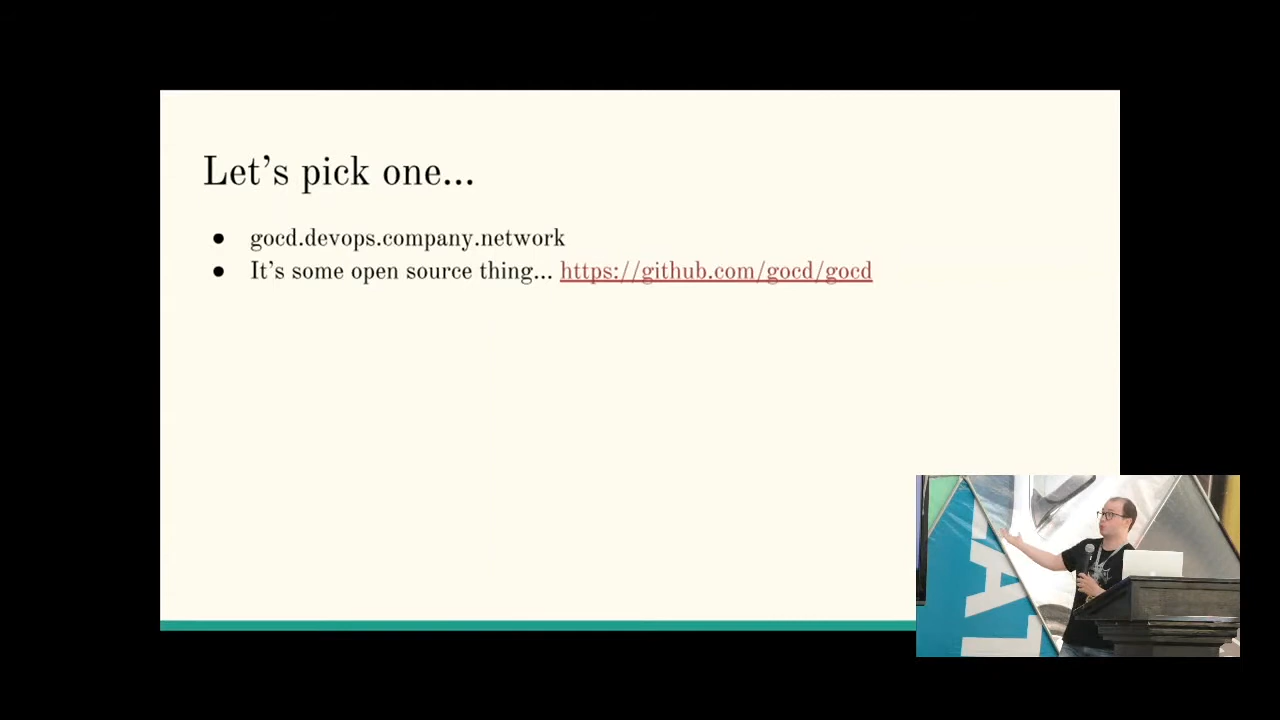 Let's pick one...
● gocd.devops.company.network
● It's some open source thing... https://github.com/gocd/gocd